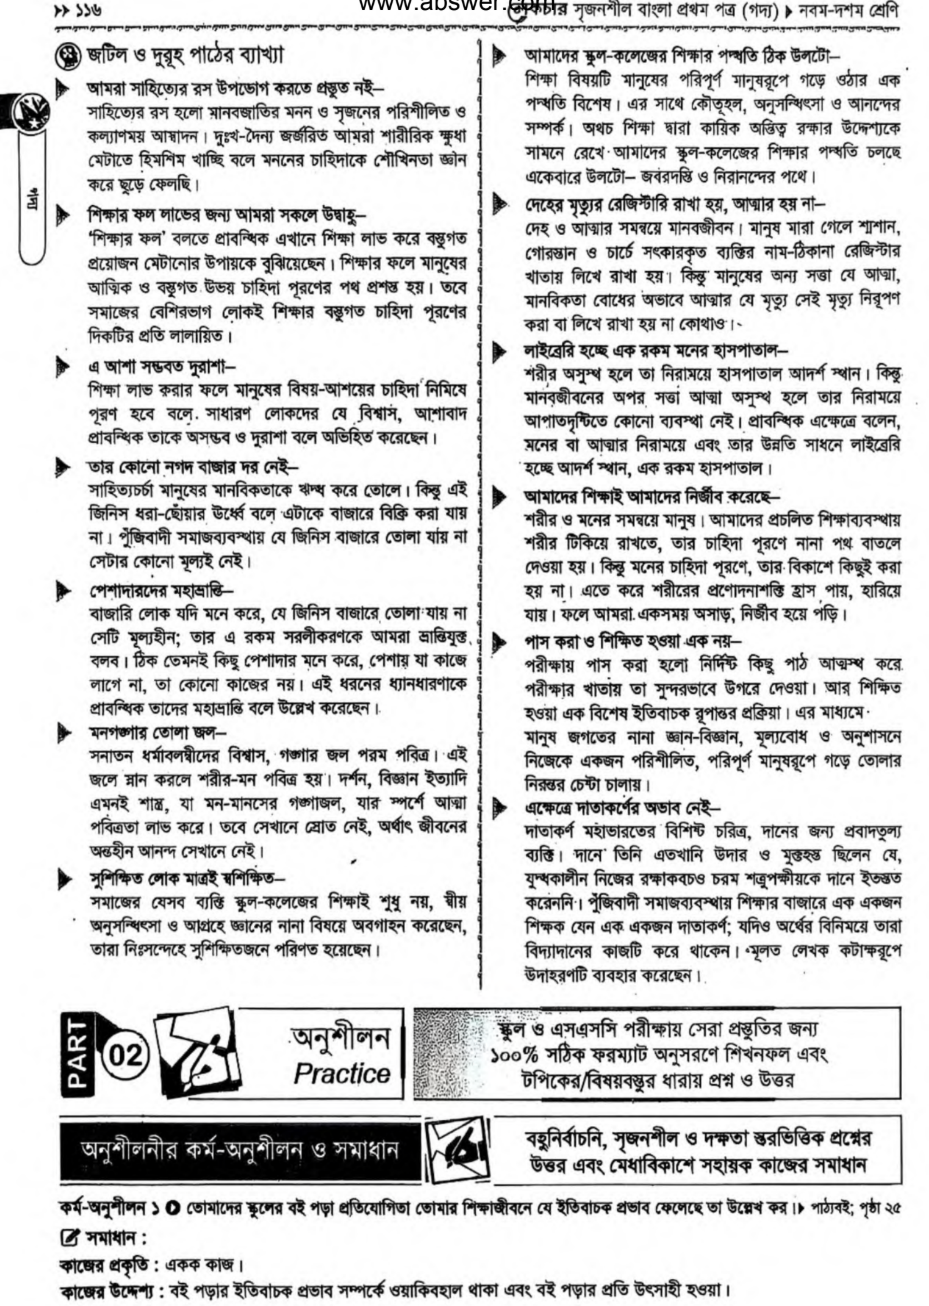 www.abswer.com
›› ১১৬
লেকচার সৃজনশীল বাংলা প্রথম পত্র (গদ্য) ▶ নবম-দশম শ্রেণি
গদ্য
জটিল ও দুরূহ পাঠের ব্যাখ্যা
আমরা সাহিত্যের রস উপভোগ করতে প্রস্তুত নই–
সাহিত্যের রস হলো মানবজাতির মনন ও সৃজনের পরিশীলিত ও
কল্যাণময় আস্বাদন। দুঃখ-দৈন্য জর্জরিত আমরা শারীরিক ক্ষুধা
মেটাতে হিমশিম খাচ্ছি বলে মননের চাহিদাকে শৌখিনতা জ্ঞান
করে ছুড়ে ফেলছি।
শিক্ষার ফল লাভের জন্য আমরা সকলে উদ্বাহু–
‘শিক্ষার ফল’ বলতে প্রাবন্ধিক এখানে শিক্ষা লাভ করে বস্তুগত
প্রয়োজন মেটানোর উপায়কে বুঝিয়েছেন। শিক্ষার ফলে মানুষের
আত্মিক ও বস্তুগত উভয় চাহিদা পূরণের পথ প্রশস্ত হয়। তবে
সমাজের বেশিরভাগ লোকই শিক্ষার বস্তুগত চাহিদা পূরণের
দিকটির প্রতি লালায়িত।
এ আশা সম্ভবত দুরাশা–
শিক্ষা লাভ করার ফলে মানুষের বিষয়-আশয়ের চাহিদা নিমিষে
পূরণ হবে বলে সাধারণ লোকদের যে বিশ্বাস, আশাবাদ
প্রাবন্ধিক তাকে অসম্ভব ও দুরাশা বলে অভিহিত করেছেন।
তার কোনো নগদ বাজার দর নেই–
সাহিত্যচর্চা মানুষের মানবিকতাকে ঋদ্ধ করে তোলে। কিন্তু এই
জিনিস ধরা-ছোঁয়ার উর্ধ্বে বলে এটাকে বাজারে বিক্রি করা যায়
না। পুঁজিবাদী সমাজব্যবস্থায় যে জিনিস বাজারে তোলা যায় না
সেটার কোনো মূল্যই নেই।
পেশাদারদের মহাভ্রান্তি–
বাজারি লোক যদি মনে করে, যে জিনিস বাজারে তোলা যায় না
সেটি মূল্যহীন; তার এ রকম সরলীকরণকে আমরা ভ্রান্তিযুক্ত
বলব। ঠিক তেমনই কিছু পেশাদার মনে করে, পেশায় যা কাজে
লাগে না, তা কোনো কাজের নয়। এই ধরনের ধ্যানধারণাকে
প্রাবন্ধিক তাদের মহাভ্রান্তি বলে উল্লেখ করেছেন।
মনগঙ্গার তোলা জল–
সনাতন ধর্মাবলম্বীদের বিশ্বাস, গঙ্গার জল পরম পবিত্র। এই
জলে স্নান করলে শরীর-মন পবিত্র হয়। দর্শন, বিজ্ঞান ইত্যাদি
এমনই শাস্ত্র, যা মন-মানসের গঙ্গাজল, যার স্পর্শে আত্মা
পবিত্রতা লাভ করে। তবে সেখানে স্রোত নেই, অর্থাৎ জীবনের
অন্তহীন আনন্দ সেখানে নেই।
সুশিক্ষিত লোক মাত্রই স্বশিক্ষিত–
সমাজের যেসব ব্যক্তি স্কুল-কলেজের শিক্ষাই শুধু নয়, স্বীয়
অনুসন্ধিৎসা ও আগ্রহে জ্ঞানের নানা বিষয়ে অবগাহন করেছেন,
তারা নিঃসন্দেহে সুশিক্ষিতজনে পরিণত হয়েছেন।
আমাদের স্কুল-কলেজের শিক্ষার পদ্ধতি ঠিক উলটো–
শিক্ষা বিষয়টি মানুষের পরিপূর্ণ মানুষরূপে গড়ে ওঠার এক
পদ্ধতি বিশেষ। এর সাথে কৌতূহল, অনুসন্ধিৎসা ও আনন্দের
সম্পর্ক। অথচ শিক্ষা দ্বারা কায়িক অস্তিত্ব রক্ষার উদ্দেশ্যকে
সামনে রেখে আমাদের স্কুল-কলেজের শিক্ষার পদ্ধতি চলছে
একেবারে উলটো– জবরদস্তি ও নিরানন্দের পথে।
দেহের মৃত্যুর রেজিস্টারি রাখা হয়, আত্মার হয় না–
দেহ ও আত্মার সমন্বয়ে মানবজীবন। মানুষ মারা গেলে শ্মশান,
গোরস্তান ও চার্চে সৎকারকৃত ব্যক্তির নাম-ঠিকানা রেজিস্টার
খাতায় লিখে রাখা হয়। কিন্তু মানুষের অন্য সত্তা যে আত্মা,
মানবিকতা বোধের অভাবে আত্মার যে মৃত্যু সেই মৃত্যু নিরূপণ
করা বা লিখে রাখা হয় না কোথাও।
লাইব্রেরি হচ্ছে এক রকম মনের হাসপাতাল–
শরীর অসুস্থ হলে তা নিরাময়ে হাসপাতাল আদর্শ স্থান। কিন্তু
মানবজীবনের অপর সত্তা আত্মা অসুস্থ হলে তার নিরাময়ে
আপাতদৃষ্টিতে কোনো ব্যবস্থা নেই। প্রাবন্ধিক এক্ষেত্রে বলেন,
মনের বা আত্মার নিরাময়ে এবং তার উন্নতি সাধনে লাইব্রেরি
হচ্ছে আদর্শ স্থান, এক রকম হাসপাতাল।
আমাদের শিক্ষাই আমাদের নির্জীব করেছে–
শরীর ও মনের সমন্বয়ে মানুষ। আমাদের প্রচলিত শিক্ষাব্যবস্থায়
শরীর টিকিয়ে রাখতে, তার চাহিদা পূরণে নানা পথ বাতলে
দেওয়া হয়। কিন্তু মনের চাহিদা পূরণে, তার বিকাশে কিছুই করা
হয় না। এতে করে শরীরের প্রণোদনাশক্তি হ্রাস পায়, হারিয়ে
যায়। ফলে আমরা একসময় অসাড়, নির্জীব হয়ে পড়ি।
পাস করা ও শিক্ষিত হওয়া এক নয়–
পরীক্ষায় পাস করা হলো নির্দিষ্ট কিছু পাঠ আত্মস্থ করে
পরীক্ষার খাতায় তা সুন্দরভাবে উগরে দেওয়া। আর শিক্ষিত
হওয়া এক বিশেষ ইতিবাচক রূপান্তর প্রক্রিয়া। এর মাধ্যমে
মানুষ জগতের নানা জ্ঞান-বিজ্ঞান, মূল্যবোধ ও অনুশাসনে
নিজেকে একজন পরিশীলিত, পরিপূর্ণ মানুষরূপে গড়ে তোলার
নিরন্তর চেষ্টা চালায়।
এক্ষেত্রে দাতাকর্ণের অভাব নেই–
দাতাকর্ণ মহাভারতের বিশিষ্ট চরিত্র, দানের জন্য প্রবাদতুল্য
ব্যক্তি। দানে তিনি এতখানি উদার ও মুক্তহস্ত ছিলেন যে,
যুদ্ধকালীন নিজের রক্ষাকবচও চরম শত্রুপক্ষীয়কে দানে ইতস্তত
করেননি। পুঁজিবাদী সমাজব্যবস্থায় শিক্ষার বাজারে এক একজন
শিক্ষক যেন এক একজন দাতাকর্ণ; যদিও অর্থের বিনিময়ে তারা
বিদ্যাদানের কাজটি করে থাকেন। মূলত লেখক কটাক্ষরূপে
উদাহরণটি ব্যবহার করেছেন।
PART 02
অনুশীলন
Practice
স্কুল ও এসএসসি পরীক্ষায় সেরা প্রস্তুতির জন্য
১০০% সঠিক ফরম্যাট অনুসরণে শিখনফল এবং
টপিকের/বিষয়বস্তুর ধারায় প্রশ্ন ও উত্তর
অনুশীলনীর কর্ম-অনুশীলন ও সমাধান
বহুনির্বাচনি, সৃজনশীল ও দক্ষতা স্তরভিত্তিক প্রশ্নের
উত্তর এবং মেধাবিকাশে সহায়ক কাজের সমাধান
কর্ম-অনুশীলন ১ ❍ তোমাদের স্কুলের বই পড়া প্রতিযোগিতা তোমার শিক্ষাজীবনে যে ইতিবাচক প্রভাব ফেলেছে তা উল্লেখ কর।▶ পাঠ্যবই; পৃষ্ঠা ২৫
সমাধান :
কাজের প্রকৃতি : একক কাজ।
কাজের উদ্দেশ্য : বই পড়ার ইতিবাচক প্রভাব সম্পর্কে ওয়াকিবহাল থাকা এবং বই পড়ার প্রতি উৎসাহী হওয়া।